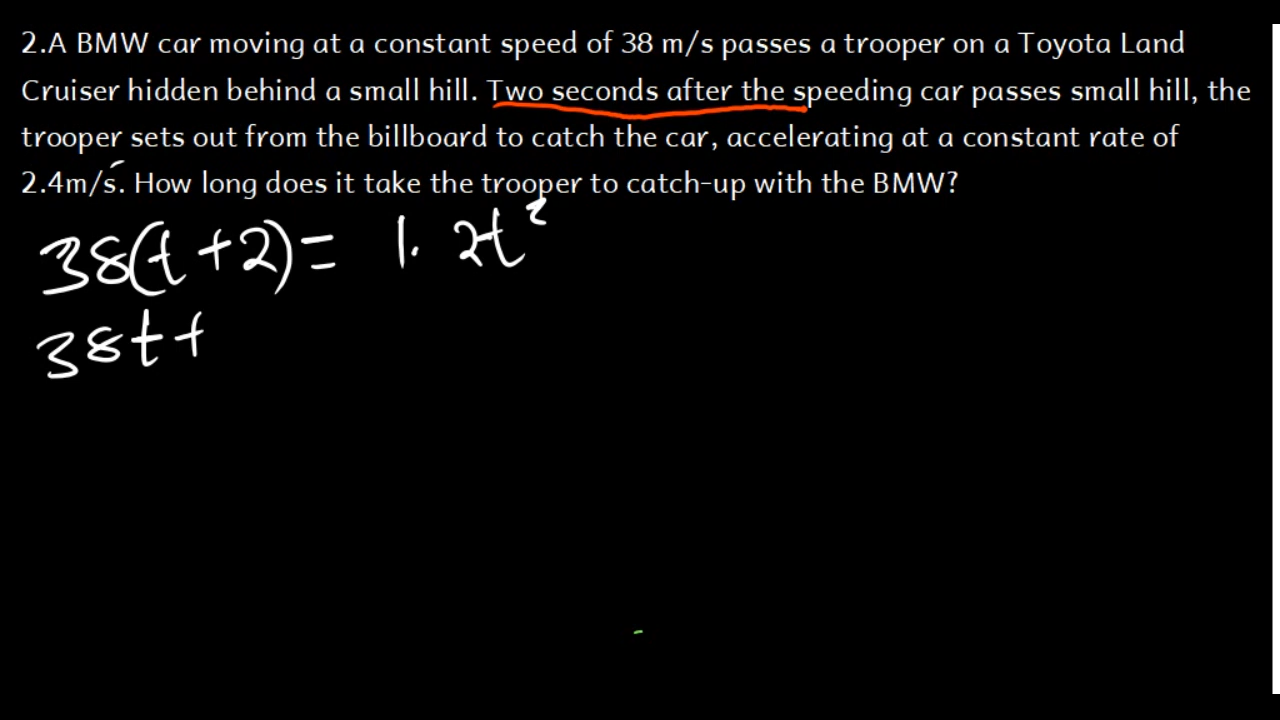 2.A BMW car moving at a constant speed of 38 m/s passes a trooper on a Toyota Land
Cruiser hidden behind a small hill. Two seconds after the speeding car passes small hill, the
trooper sets out from the billboard to catch the car, accelerating at a constant rate of
2.4m/s. How long does it take the trooper to catch-up with the BMW?
38(t+2)= 1.2t²
38t+